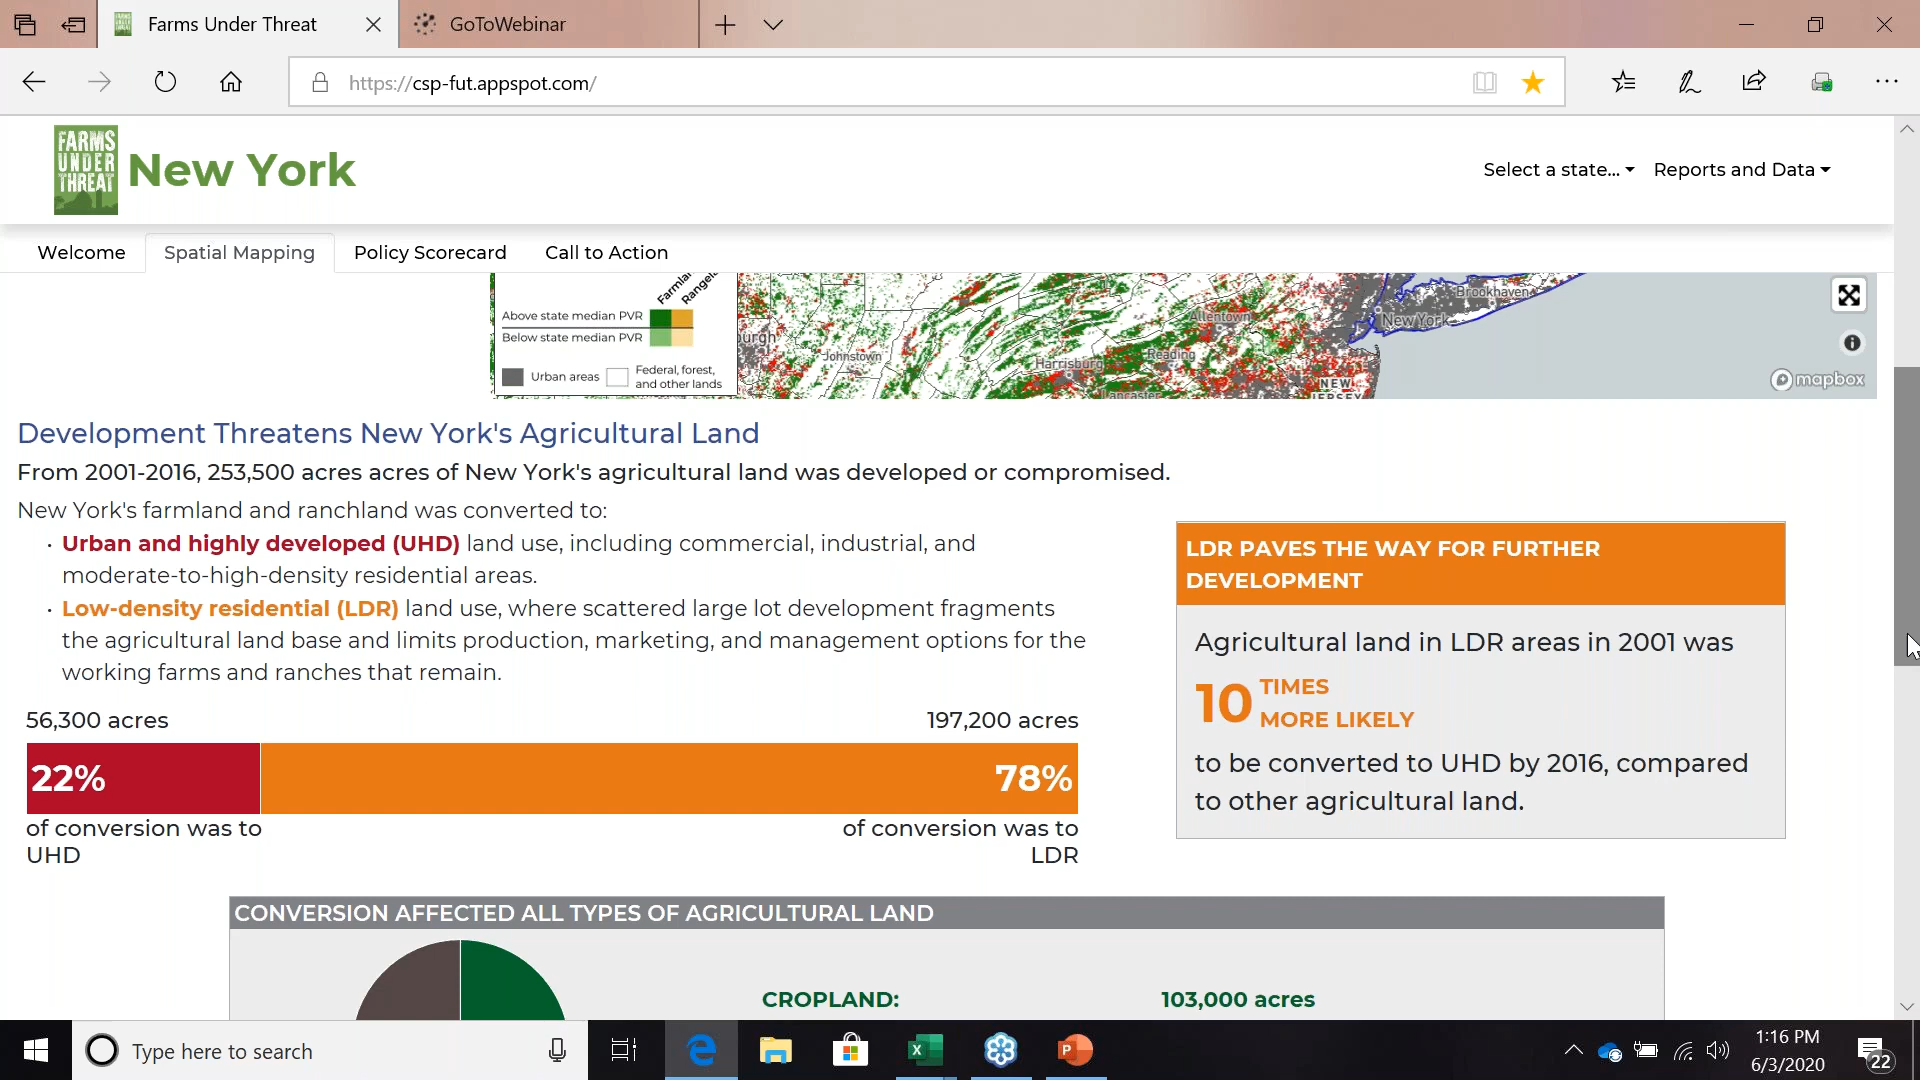 Farms Under Threat
GoToWebinar
https://csp-fut.appspot.com/
FARMS
UNDER
THREAT
New York
Select a state...
Reports and Data
Welcome
Spatial Mapping
Policy Scorecard
Call to Action
Above state median PVR
Below state median PVR
Urban areas
Federal, forest,
and other lands
Johnstown
Harrisburg
Reading
Allentown
Lancaster
New York
Brookhaven
NEW
JERSEY
mapbox
Development Threatens New York's Agricultural Land
From 2001-2016, 253,500 acres acres of New York's agricultural land was developed or compromised.
New York's farmland and ranchland was converted to:
· Urban and highly developed (UHD) land use, including commercial, industrial, and
moderate-to-high-density residential areas.
· Low-density residential (LDR) land use, where scattered large lot development fragments
the agricultural land base and limits production, marketing, and management options for the
working farms and ranches that remain.
56,300 acres
197,200 acres
22%
78%
of conversion was to
UHD
of conversion was to
LDR
LDR PAVES THE WAY FOR FURTHER
DEVELOPMENT
Agricultural land in LDR areas in 2001 was
10 TIMES
MORE LIKELY
to be converted to UHD by 2016, compared
to other agricultural land.
CONVERSION AFFECTED ALL TYPES OF AGRICULTURAL LAND
CROPLAND:
103,000 acres
Type here to search
1:16 PM
6/3/2020
22